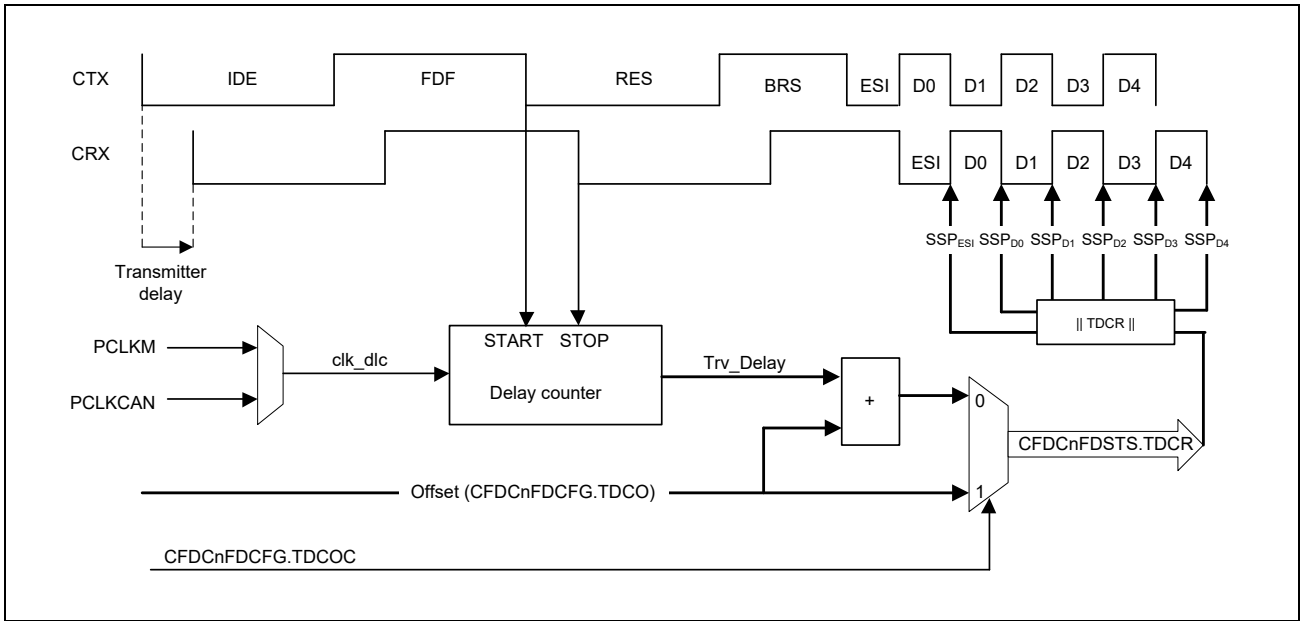 CTX IDE FDF RES BRS ESI D0 D1 D2 D3 D4
CRX ESI D0 D1 D2 D3 D4
SSPESI SSPD0 SSPD1 SSPD2 SSPD3 SSPD4
Transmitter
delay
|| TDCR ||
PCLKM
START STOP
clk_dlc
Trv_Delay
Delay counter
PCLKCAN
+
0
CFDCnFDSTS.TDCR
Offset (CFDCnFDCFG.TDCO)
1
CFDCnFDCFG.TDCOC